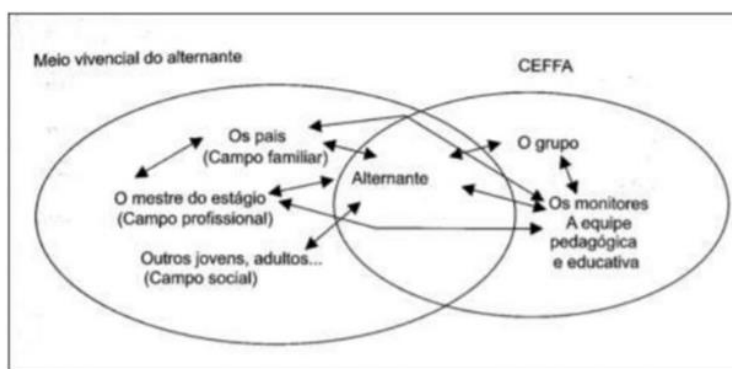 Meio vivencial do alternante
CEFFA
Os pais
(Campo familiar)
O grupo
Alternante
O mestre do estágio
(Campo profissional)
Os monitores
A equipe
pedagógica
e educativa
Outros jovens, adultos...
(Campo social)